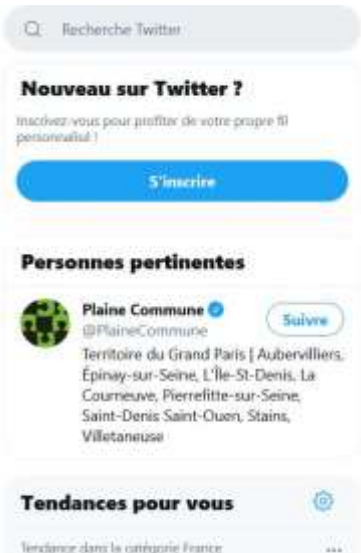 Recherche Twitter
Nouveau sur Twitter ?
Inscrivez-vous pour profiter de votre propre fil
personnalisé !
S'inscrire
Personnes pertinentes
Plaine Commune
@PlaineCommune
Suivre
Territoire du Grand Paris | Aubervilliers,
Épinay-sur-Seine, L'Île-St-Denis, La
Courneuve, Pierrefitte-sur-Seine,
Saint-Denis Saint-Ouen, Stains,
Villetaneuse
Tendances pour vous
Tendance dans la catégorie France